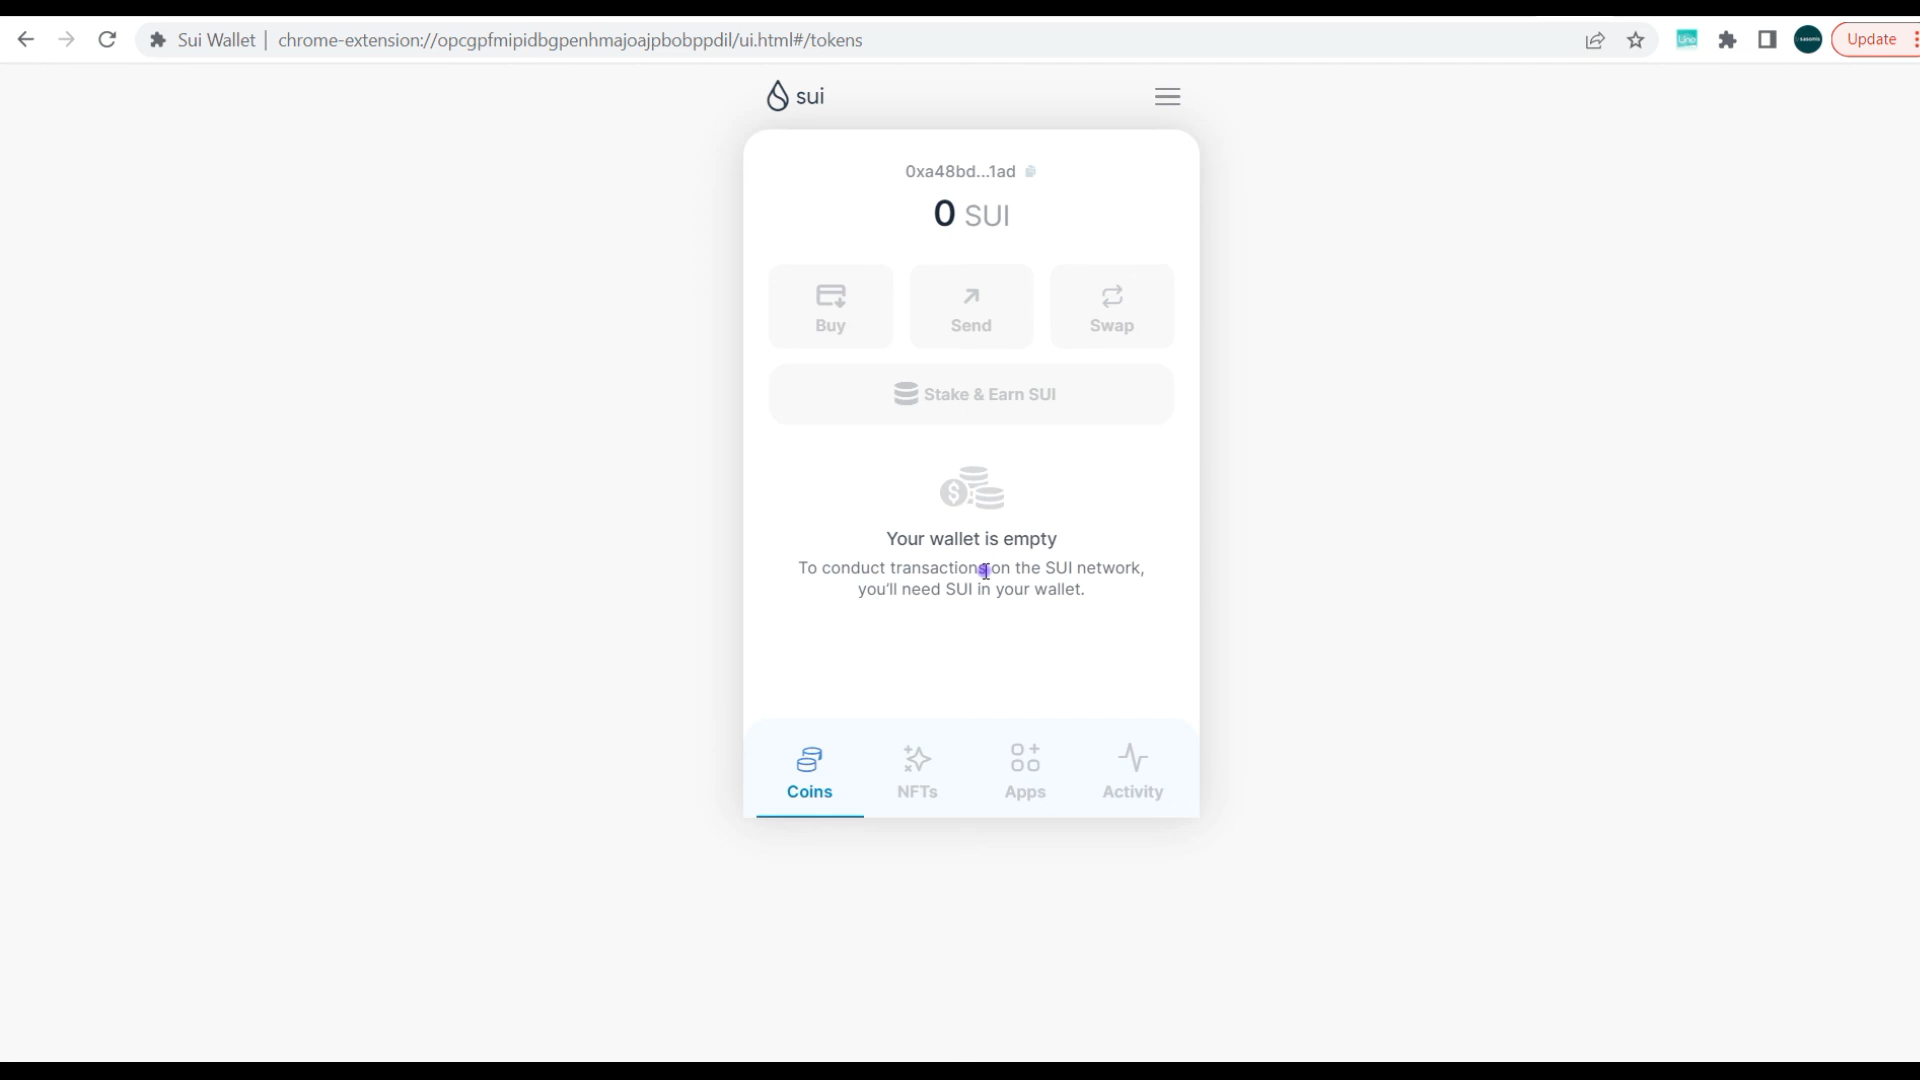 Sui Wallet | chrome-extension://opcgpfmipidbgpenhmajoajpbobppdil/ui.html#/tokens
Update
sui
0xa48bd...1ad
0 SUI
Buy
Send
Swap
Stake & Earn SUI
Your wallet is empty
To conduct transactions on the SUI network,
you'll need SUI in your wallet.
Coins
NFTs
Apps
Activity